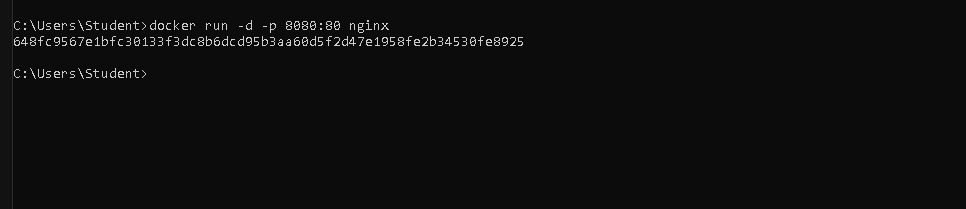 C:\Users\Student>docker run -d -p 8080:80 nginx
648fc9567e1bfc30133f3dc8b6dcd95b3aa60d5f2d47e1958fe2b34530fe8925
C:\Users\Student>